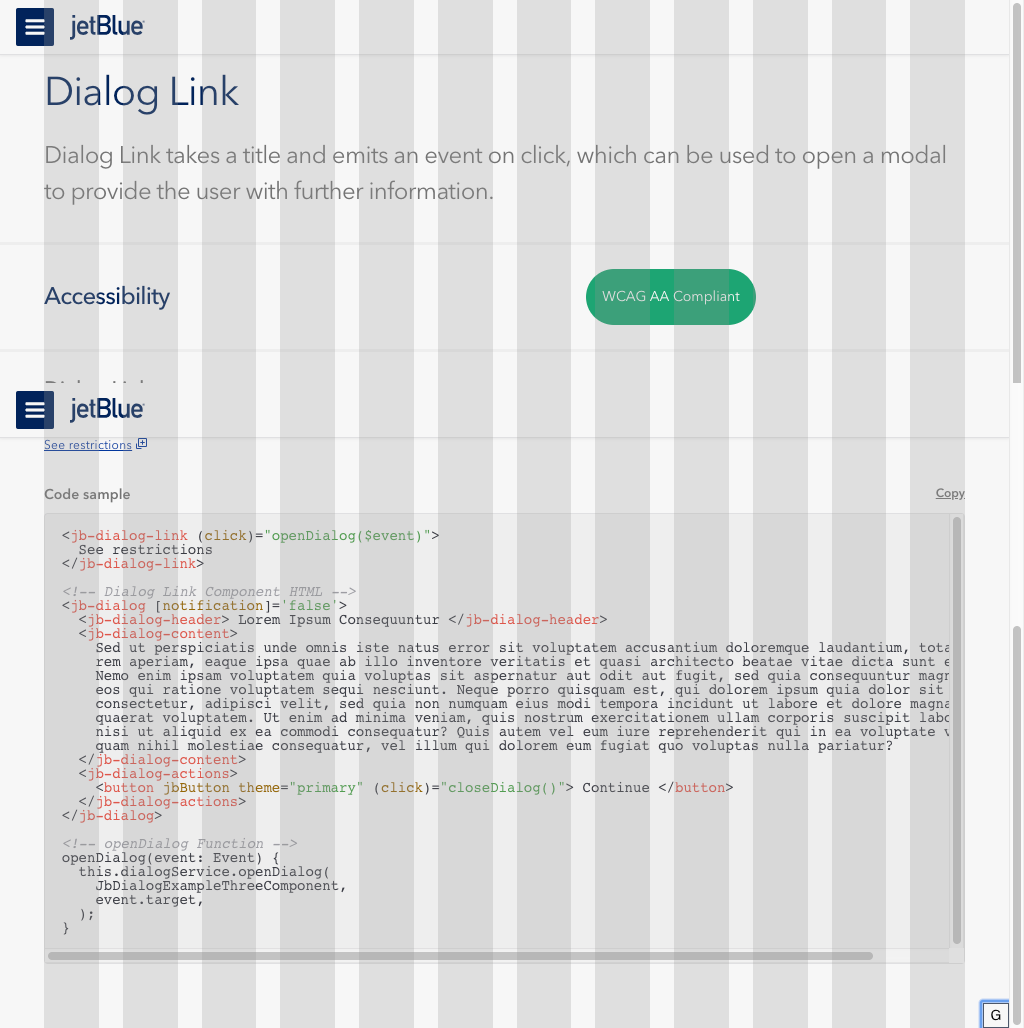 jetBlue
Dialog Link
Dialog Link takes a title and emits an event on click, which can be used to open a modal
to provide the user with further information.
Accessibility
WCAG AA Compliant
jetBlue
See restrictions
Code sample
Copy
<jb-dialog-link (click)="openDialog($event)">
  See restrictions
</jb-dialog-link>
<!-- Dialog Link Component HTML -->
<jb-dialog [notification]='false'>
  <jb-dialog-header> Lorem Ipsum Consequuntur </jb-dialog-header>
  <jb-dialog-content>
    Sed ut perspiciatis unde omnis iste natus error sit voluptatem accusantium doloremque laudantium, tota
    rem aperiam, eaque ipsa quae ab illo inventore veritatis et quasi architecto beatae vitae dicta sunt e
    Nemo enim ipsam voluptatem quia voluptas sit aspernatur aut odit aut fugit, sed quia consequuntur magn
    eos qui ratione voluptatem sequi nesciunt. Neque porro quisquam est, qui dolorem ipsum quia dolor sit
    consectetur, adipisci velit, sed quia non numquam eius modi tempora incidunt ut labore et dolore magna
    quaerat voluptatem. Ut enim ad minima veniam, quis nostrum exercitationem ullam corporis suscipit labo
    nisi ut aliquid ex ea commodi consequatur? Quis autem vel eum iure reprehenderit qui in ea voluptate v
    quam nihil molestiae consequatur, vel illum qui dolorem eum fugiat quo voluptas nulla pariatur?
  </jb-dialog-content>
  <jb-dialog-actions>
    <button jbButton theme="primary" (click)="closeDialog()"> Continue </button>
  </jb-dialog-actions>
</jb-dialog>
<!-- openDialog Function -->
openDialog(event: Event) {
  this.dialogService.openDialog(
    JbDialogExampleThreeComponent,
    event.target,
  );
}
G